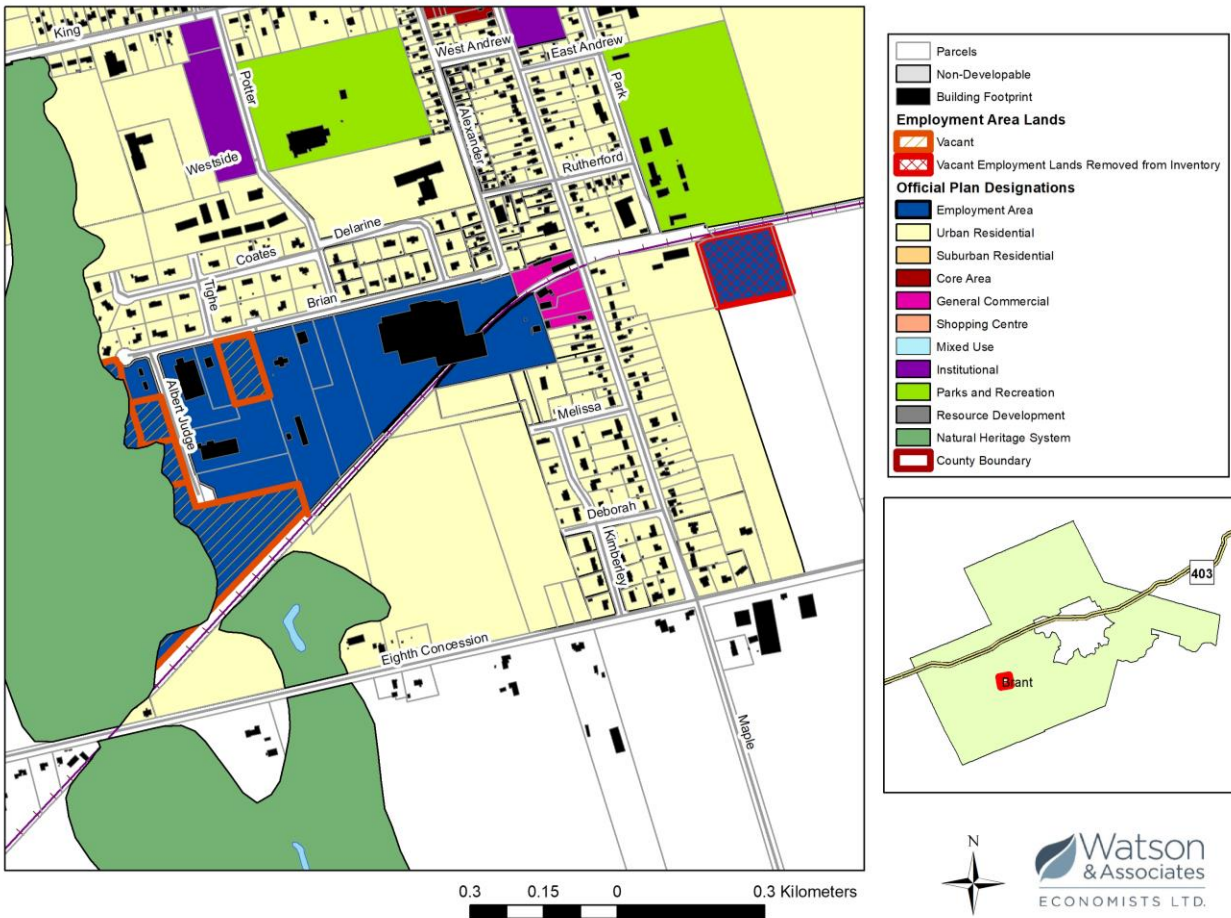 King
Potter
West Andrew
East Andrew
Park
Alexander
Westside
Rutherford
Delarine
Coates
Tighe
Brian
Albert Judge
Melissa
Deborah
Kimberley
Eighth Concession
Maple
Parcels
Non-Developable
Building Footprint
Employment Area Lands
Vacant
Vacant Employment Lands Removed from Inventory
Official Plan Designations
Employment Area
Urban Residential
Suburban Residential
Core Area
General Commercial
Shopping Centre
Mixed Use
Institutional
Parks and Recreation
Resource Development
Natural Heritage System
County Boundary
403
Brant
0.3 0.15 0 0.3 Kilometers
N
Watson
& Associates
ECONOMISTS LTD.